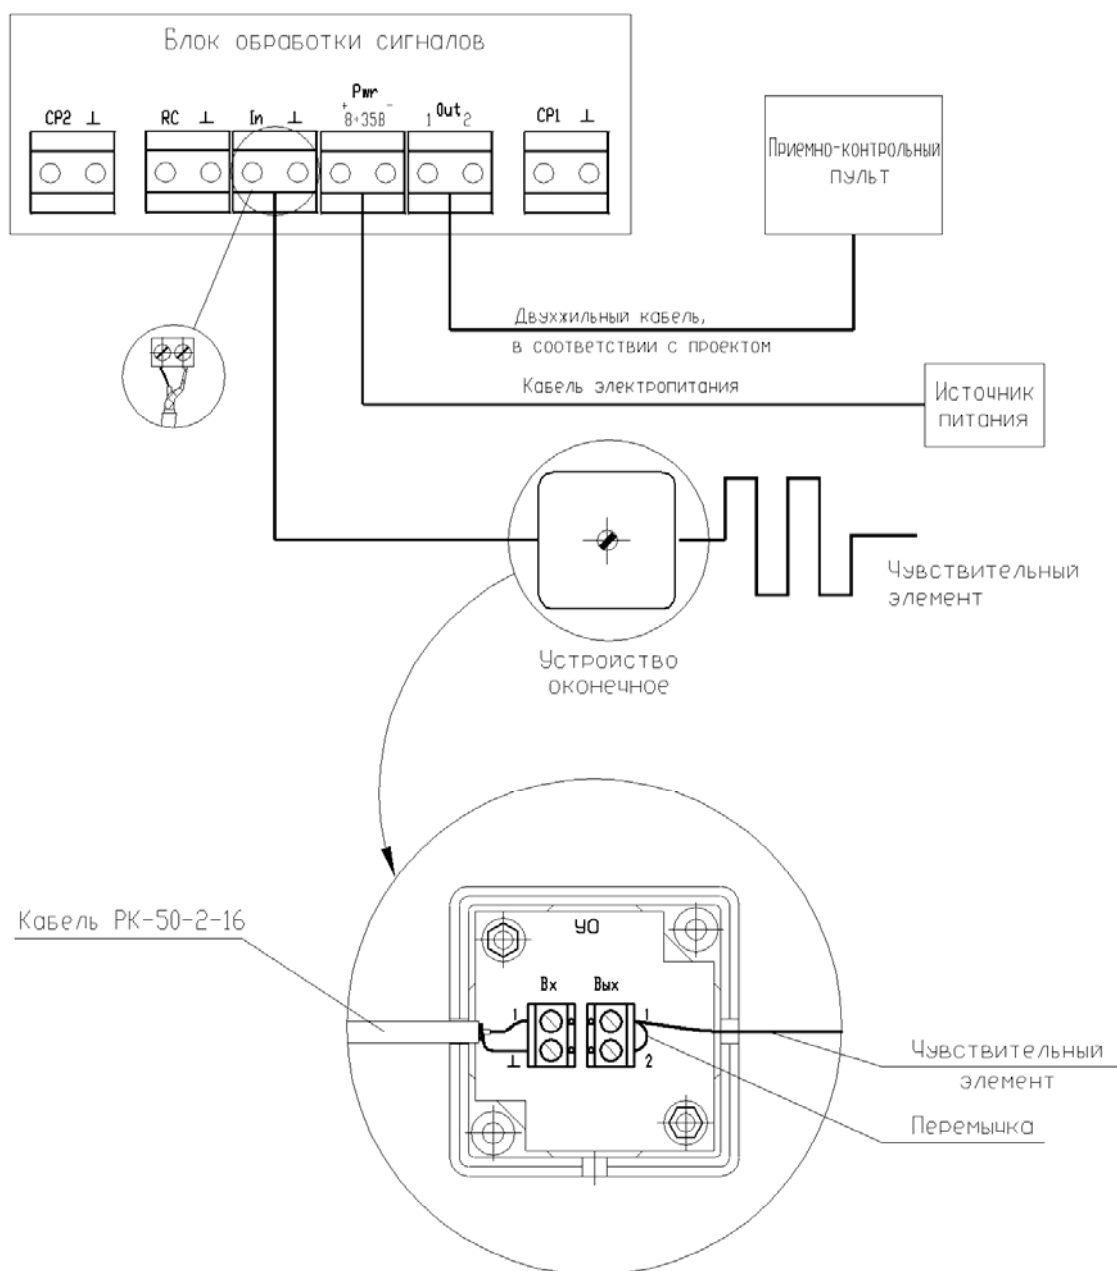 Блок обработки сигналов
CP2 ⊥ RC ⊥ In ⊥ Pwr + - 8÷35В 1 Out 2 CP1 ⊥
Приемно-контрольный
пульт
Двухжильный кабель,
в соответствии с проектом
Кабель электропитания
Источник
питания
Чувствительный
элемент
Устройство
оконечное
Кабель РК-50-2-16
УО
Вх Вых
1 1
⊥ 2
Чувствительный
элемент
Перемычка